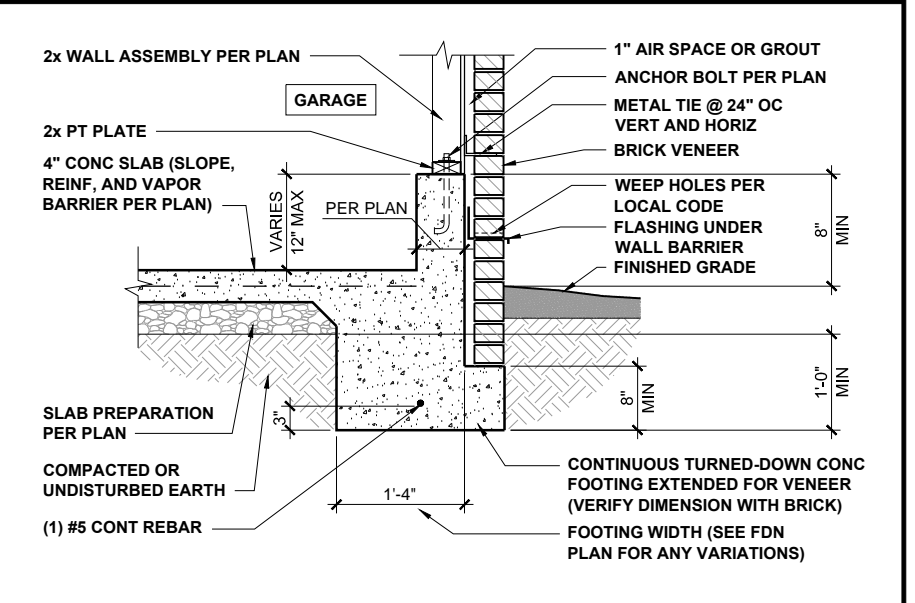 2x WALL ASSEMBLY PER PLAN
GARAGE
2x PT PLATE
4" CONC SLAB (SLOPE,
REINF, AND VAPOR
BARRIER PER PLAN)
VARIES
12" MAX
PER PLAN
1" AIR SPACE OR GROUT
ANCHOR BOLT PER PLAN
METAL TIE @ 24" OC
VERT AND HORIZ
BRICK VENEER
WEEP HOLES PER
LOCAL CODE
FLASHING UNDER
WALL BARRIER
FINISHED GRADE
8"
MIN
SLAB PREPARATION
PER PLAN
COMPACTED OR
UNDISTURBED EARTH
(1) #5 CONT REBAR
3"
1'-4"
8"
MIN
1'-0"
MIN
CONTINUOUS TURNED-DOWN CONC
FOOTING EXTENDED FOR VENEER
(VERIFY DIMENSION WITH BRICK)
FOOTING WIDTH (SEE FDN
PLAN FOR ANY VARIATIONS)